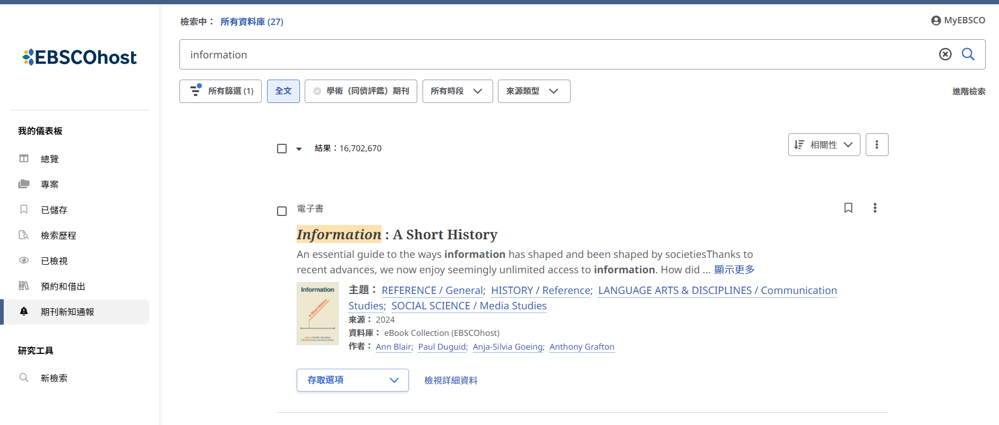 檢索中： 所有資料庫 (27)
MyEBSCO
EBSCOhost
information
所有篩選 (1)
全文
學術（同儕評鑑）期刊
所有時段
來源類型
進階檢索
我的儀表板
總覽
專案
已儲存
檢索歷程
已檢視
預約和借出
期刊新知通報
研究工具
新檢索
結果：16,702,670
相關性
電子書
Information : A Short History
An essential guide to the ways information has shaped and been shaped by societiesThanks to
recent advances, we now enjoy seemingly unlimited access to information. How did ... 顯示更多
Information
A Short History
主題： REFERENCE / General; HISTORY / Reference; LANGUAGE ARTS & DISCIPLINES / Communication
Studies; SOCIAL SCIENCE / Media Studies
來源： 2024
資料庫： eBook Collection (EBSCOhost)
作者： Ann Blair; Paul Duguid; Anja-Silvia Goeing; Anthony Grafton
存取選項
檢視詳細資料